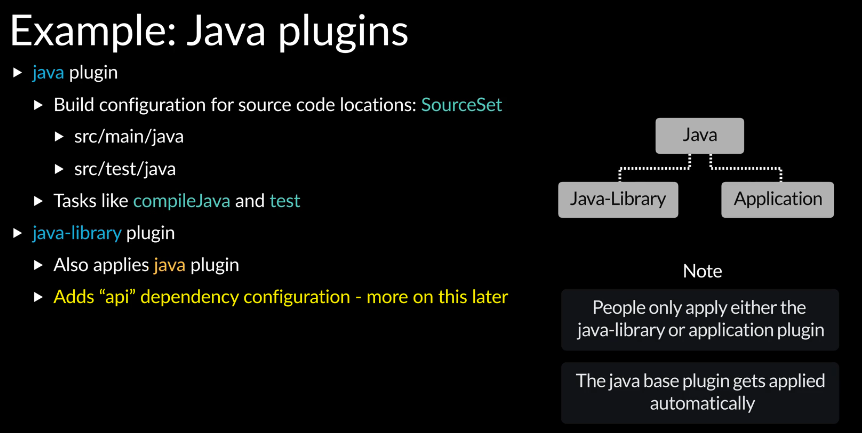 Example: Java plugins
java plugin
Build configuration for source code locations: SourceSet
src/main/java
src/test/java
Tasks like compileJava and test
java-library plugin
Also applies java plugin
Adds “api” dependency configuration - more on this later
Java
Java-Library
Application
Note
People only apply either the
java-library or application plugin
The java base plugin gets applied
automatically